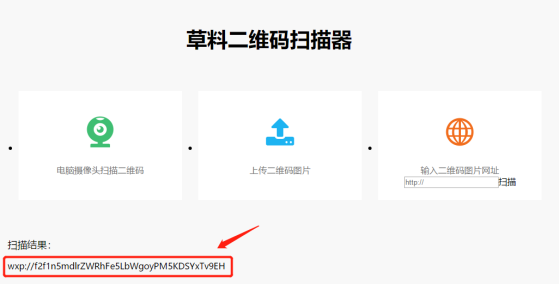 草料二维码扫描器
电脑摄像头扫描二维码
上传二维码图片
输入二维码图片网址
http://
扫描
扫描结果：
wxp://f2f1n5mdlrZWRhFe5LbWgoyPM5KDSYxTv9EH